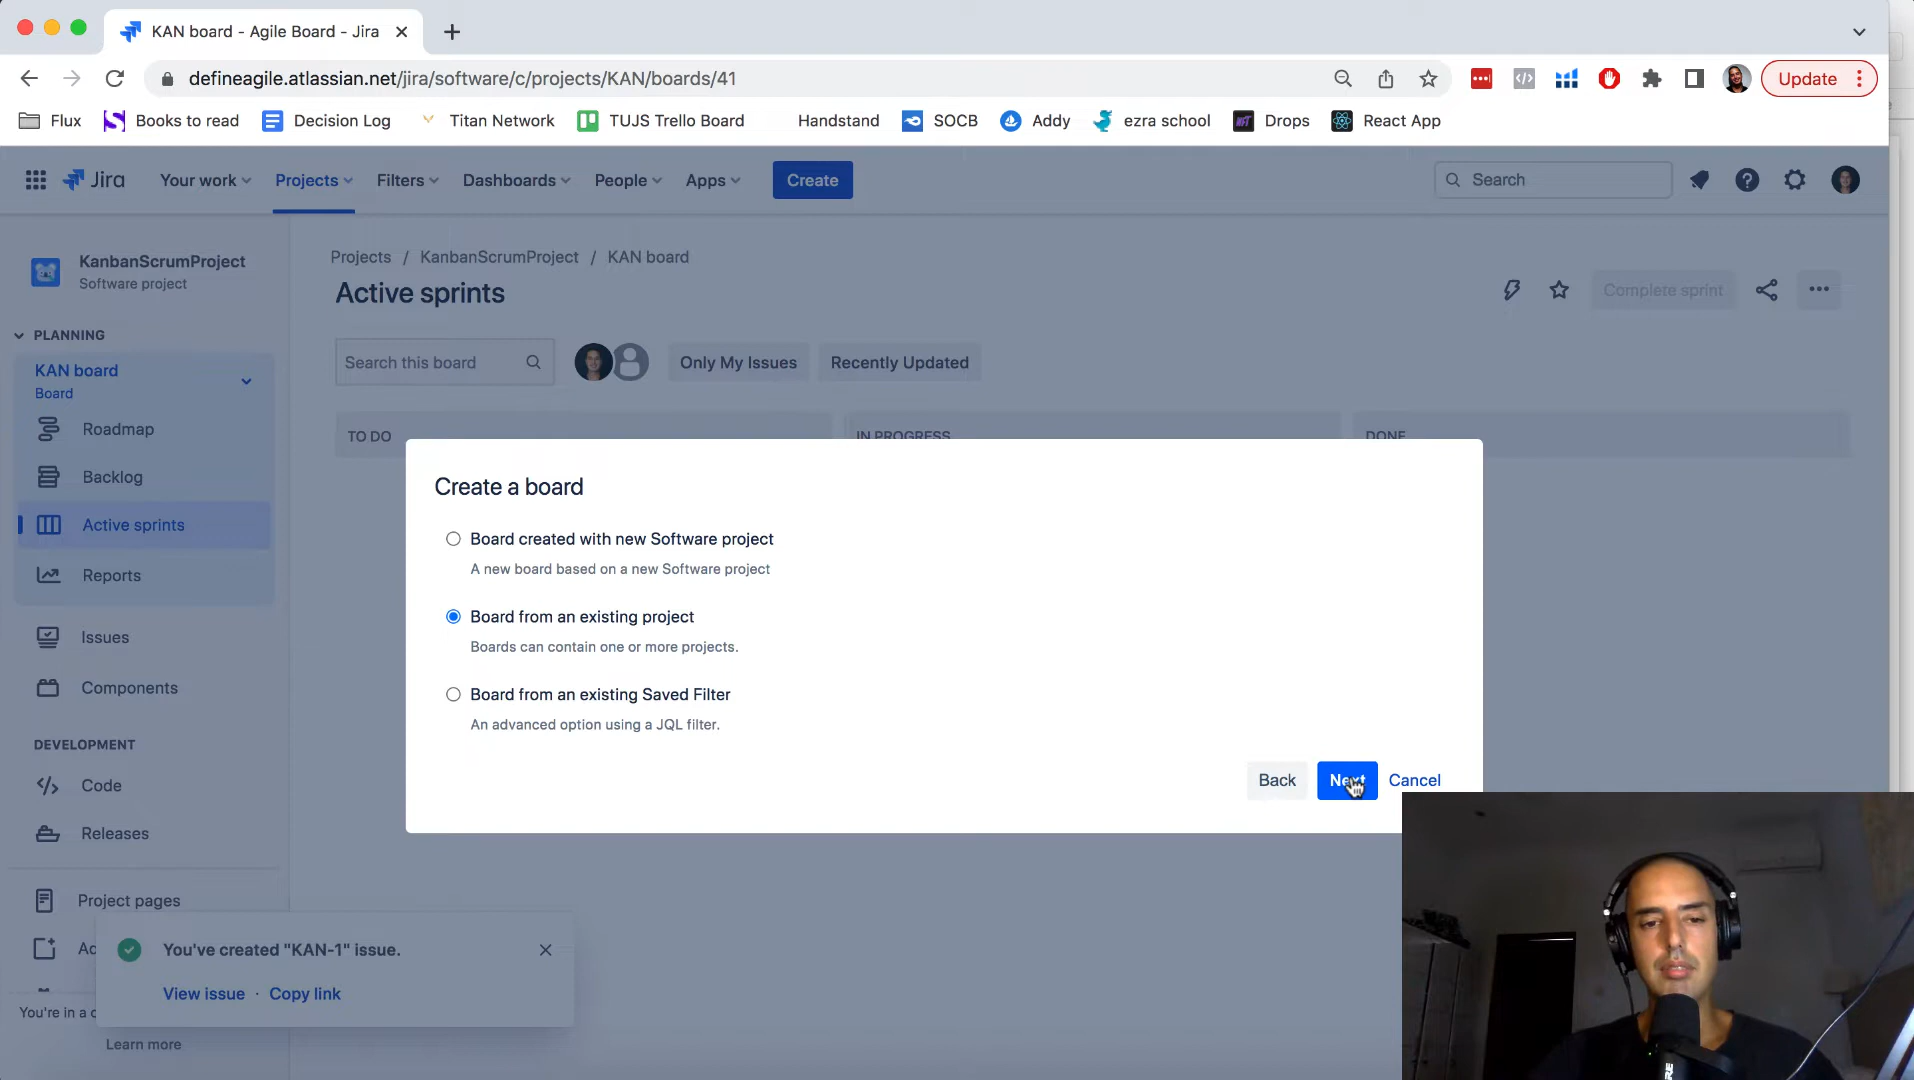 KAN board - Agile Board - Jira
defineagile.atlassian.net/jira/software/c/projects/KAN/boards/41
Update
Flux
Books to read
Decision Log
Titan Network
TUJS Trello Board
Handstand
SOCB
Addy
ezra school
Drops
React App
Jira
Your work
Projects
Filters
Dashboards
People
Apps
Create
Search
KanbanScrumProject
Software project
Projects / KanbanScrumProject / KAN board
Active sprints
Complete sprint
PLANNING
KAN board
Board
Search this board
Only My Issues
Recently Updated
Roadmap
Backlog
Active sprints
Reports
Issues
Components
DEVELOPMENT
Code
Releases
Project pages
TO DO
IN PROGRESS
DONE
Create a board
Board created with new Software project
A new board based on a new Software project
Board from an existing project
Boards can contain one or more projects.
Board from an existing Saved Filter
An advanced option using a JQL filter.
Back
Next
Cancel
You've created "KAN-1" issue.
View issue · Copy link
You're in a c
Learn more